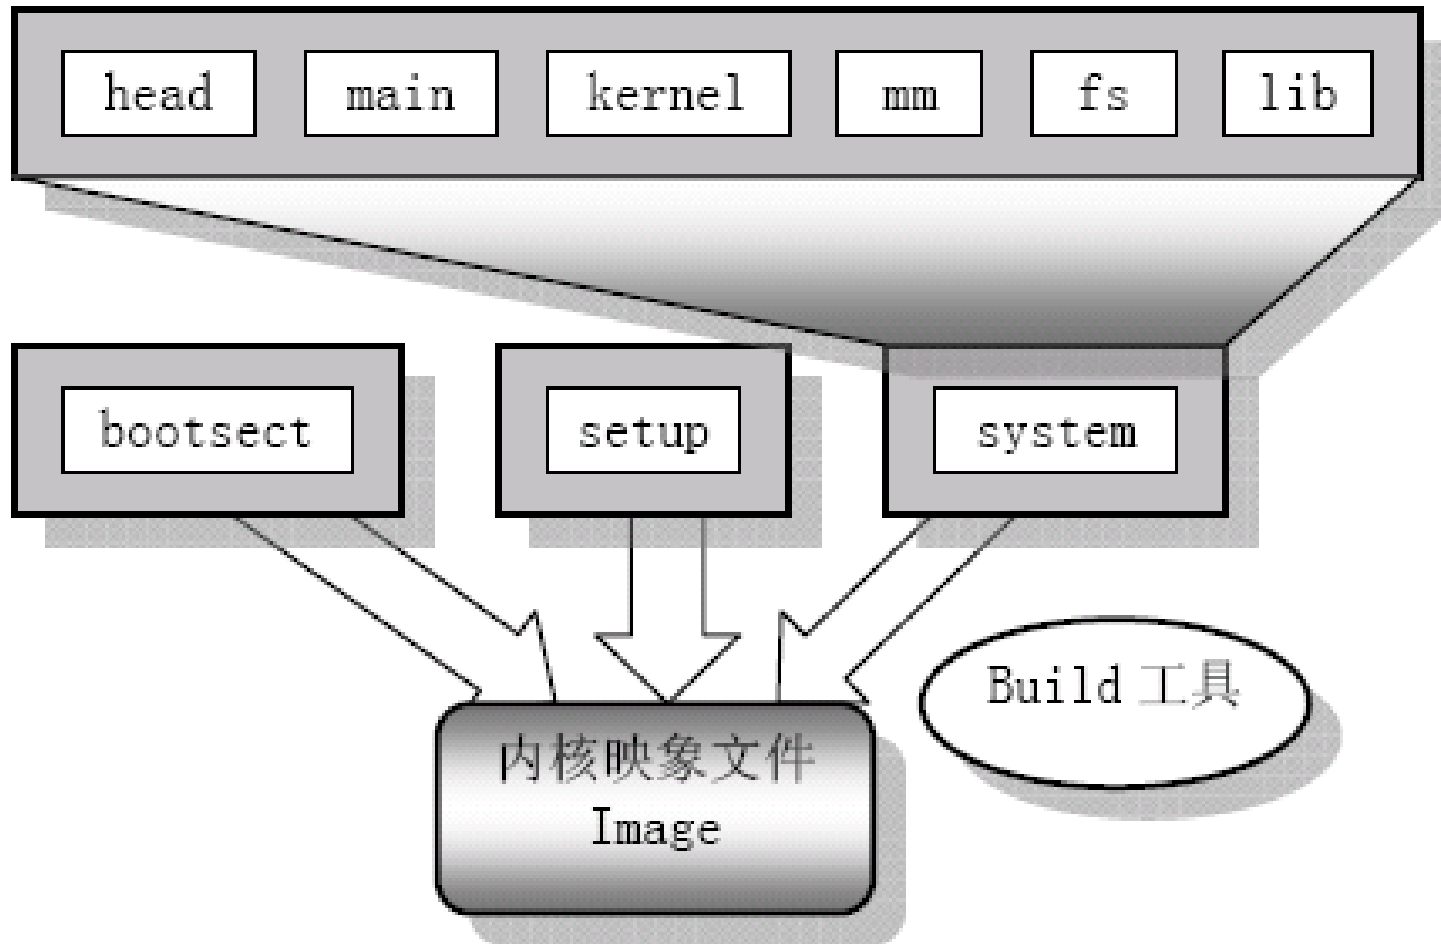 head main kernel mm fs lib
bootsect setup system
Build 工具
内核映象文件
Image